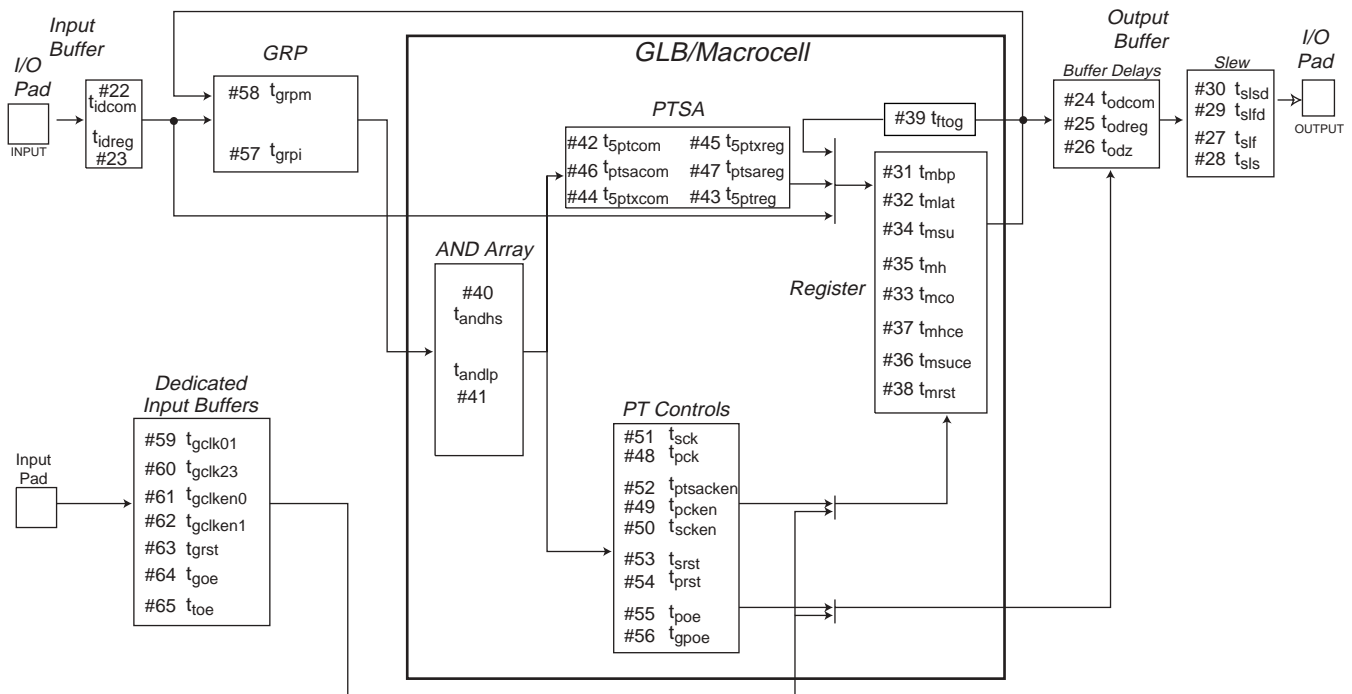 Input
Buffer
I/O
Pad
INPUT
#22
tidcom
tidreg
#23
GRP
#58 tgrpm
#57 tgrpi
GLB/Macrocell
PTSA
#42 t5ptcom #45 t5ptxreg
#46 tptsacom #47 tptsareg
#44 t5ptxcom #43 t5ptreg
#39 tftog
AND Array
#40
tandhs
tandlp
#41
Register
#31 tmbp
#32 tmlat
#34 tmsu
#35 tmh
#33 tmco
#37 tmhce
#36 tmsuce
#38 tmrst
Output
Buffer
Buffer Delays
#24 todcom
#25 todreg
#26 todz
Slew
#30 tslsd
#29 tslfd
#27 tslf
#28 tsls
I/O
Pad
OUTPUT
Input
Pad
Dedicated
Input Buffers
#59 tgclk01
#60 tgclk23
#61 tgclken0
#62 tgclken1
#63 tgrst
#64 tgoe
#65 ttoe
PT Controls
#51 tsck
#48 tpck
#52 tptsacken
#49 tpcken
#50 tscken
#53 tsrst
#54 tprst
#55 tpoe
#56 tgpoe